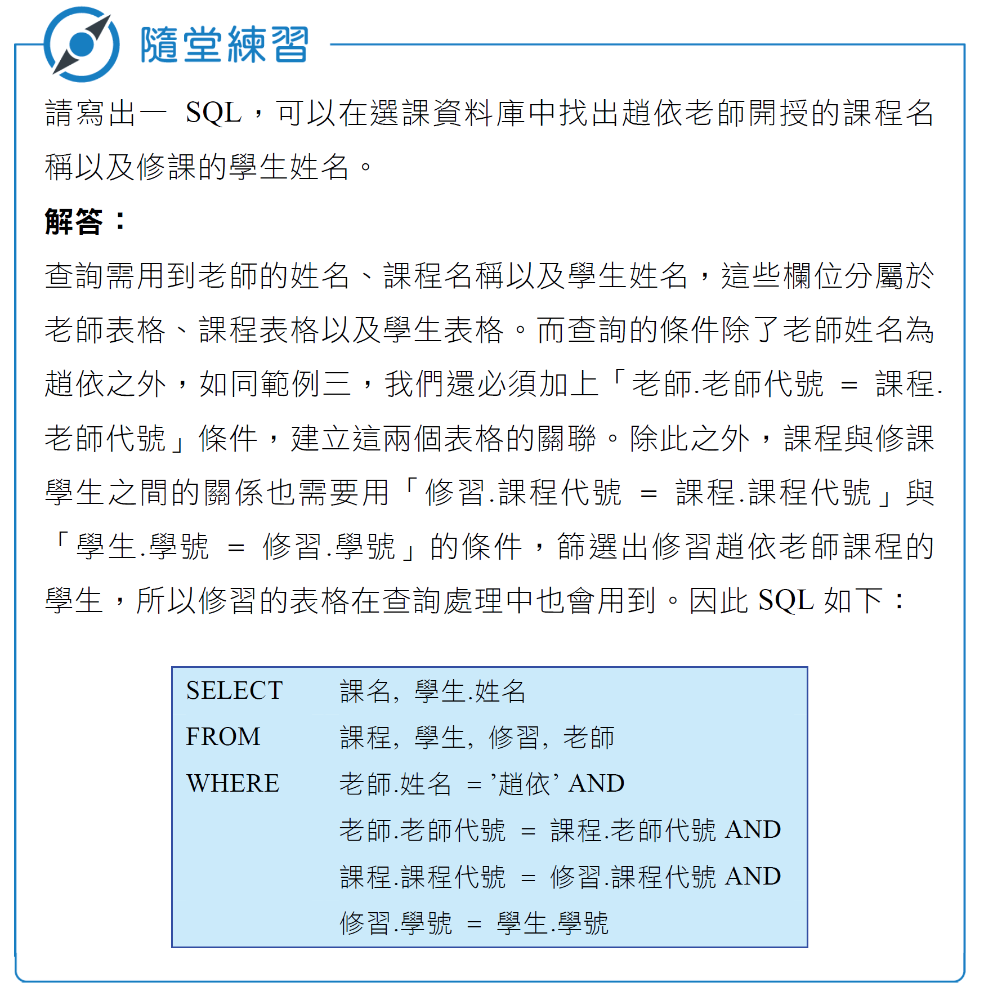 隨堂練習
請寫出一 SQL，可以在選課資料庫中找出趙依老師開授的課程名
稱以及修課的學生姓名。
解答：
查詢需用到老師的姓名、課程名稱以及學生姓名，這些欄位分屬於
老師表格、課程表格以及學生表格。而查詢的條件除了老師姓名為
趙依之外，如同範例三，我們還必須加上「老師.老師代號 = 課程.
老師代號」條件，建立這兩個表格的關聯。除此之外，課程與修課
學生之間的關係也需要用「修習.課程代號 = 課程.課程代號」與
「學生.學號 = 修習.學號」的條件，篩選出修習趙依老師課程的
學生，所以修習的表格在查詢處理中也會用到。因此 SQL 如下：
SELECT 課名, 學生.姓名
FROM 課程, 學生, 修習, 老師
WHERE 老師.姓名 =’趙依’ AND
老師.老師代號 = 課程.老師代號 AND
課程.課程代號 = 修習.課程代號 AND
修習.學號 = 學生.學號